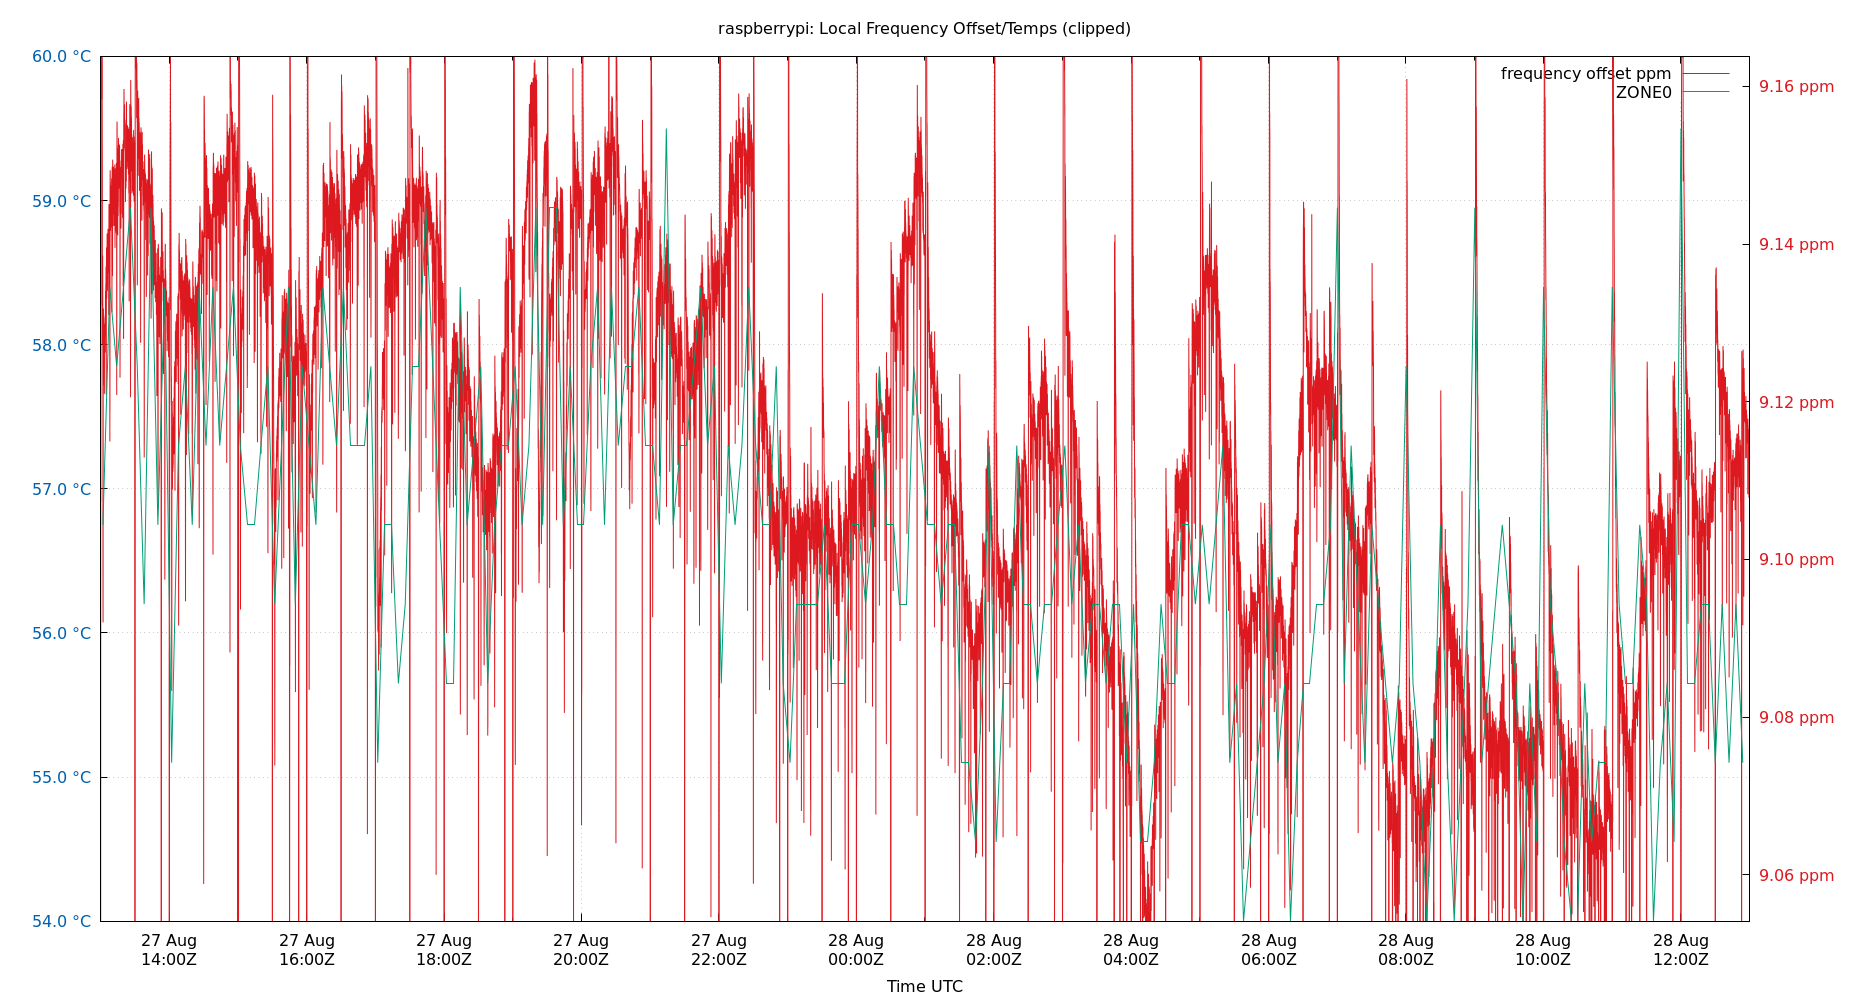 raspberrypi: Local Frequency Offset/Temps (clipped)
60.0 °C
59.0 °C
58.0 °C
57.0 °C
56.0 °C
55.0 °C
54.0 °C
frequency offset ppm
ZONE0
9.16 ppm
9.14 ppm
9.12 ppm
9.10 ppm
9.08 ppm
9.06 ppm
27 Aug
14:00Z
27 Aug
16:00Z
27 Aug
18:00Z
27 Aug
20:00Z
27 Aug
22:00Z
28 Aug
00:00Z
28 Aug
02:00Z
28 Aug
04:00Z
28 Aug
06:00Z
28 Aug
08:00Z
28 Aug
10:00Z
28 Aug
12:00Z
Time UTC